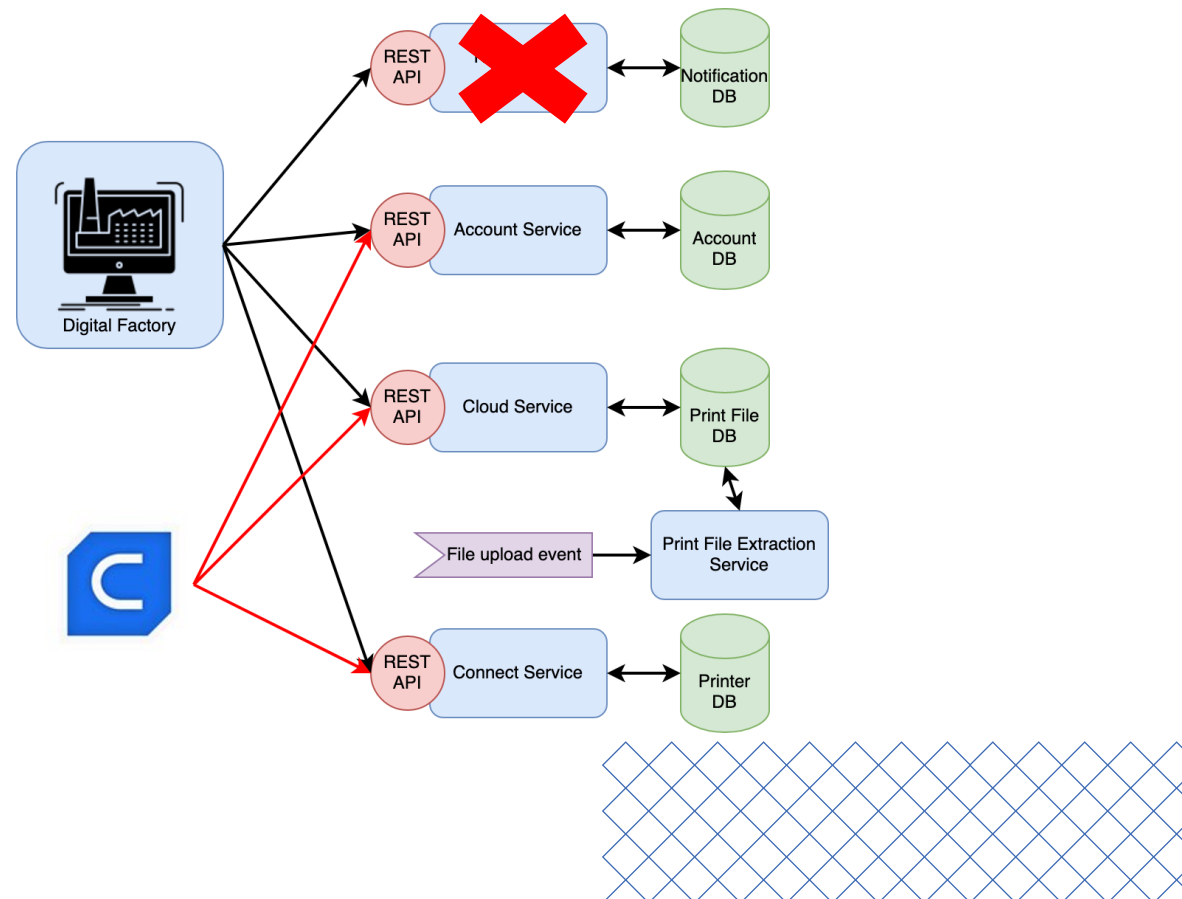 REST
API
Notification
DB
REST
API
Account Service
Account
DB
Digital Factory
REST
API
Cloud Service
Print File
DB
File upload event
Print File Extraction
Service
REST
API
Connect Service
Printer
DB